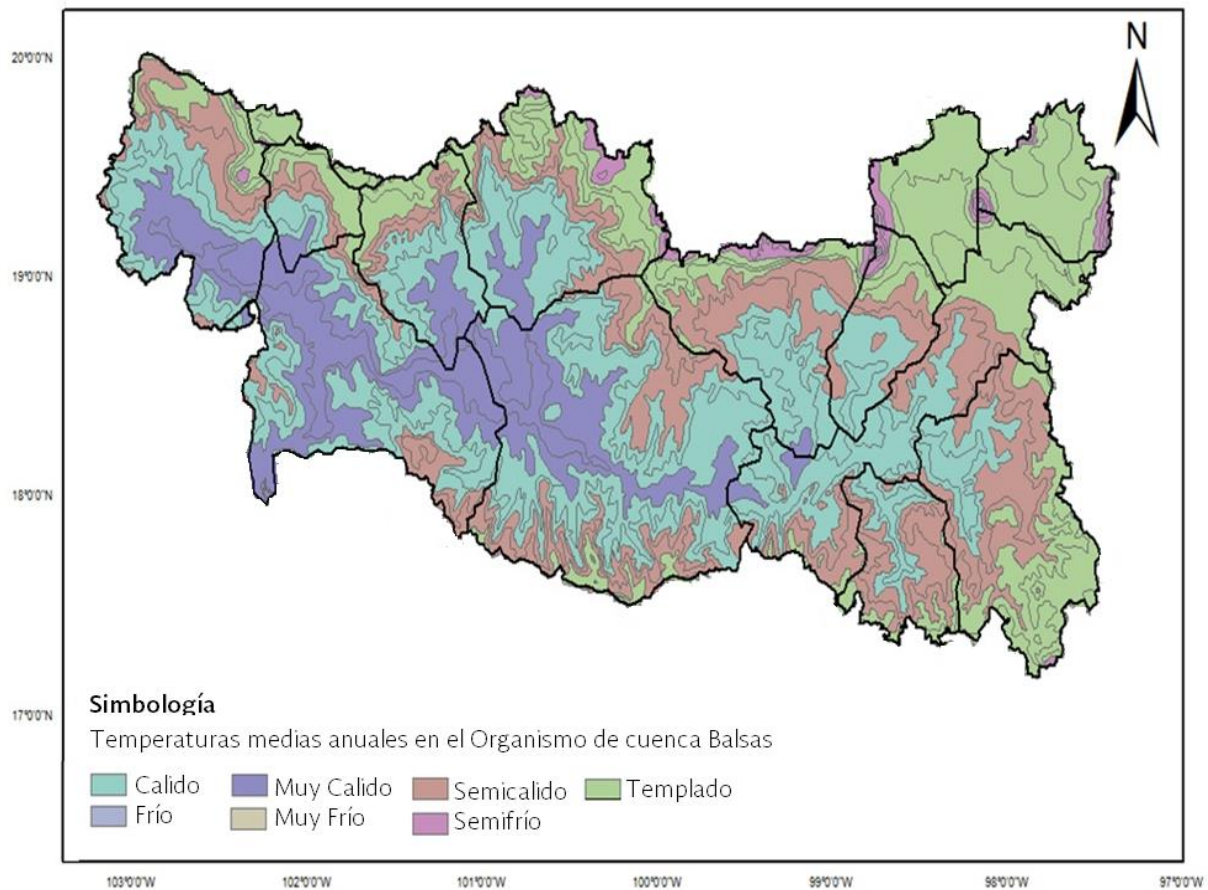 N
20°0'0"N
19°0'0"N
18°0'0"N
17°0'0"N
Simbología
Temperaturas medias anuales en el Organismo de cuenca Balsas
Calido
Muy Calido
Semicalido
Templado
Frío
Muy Frío
Semifrío
103°0'0"W
102°0'0"W
101°0'0"W
100°0'0"W
99°0'0"W
98°0'0"W
97°0'0"W